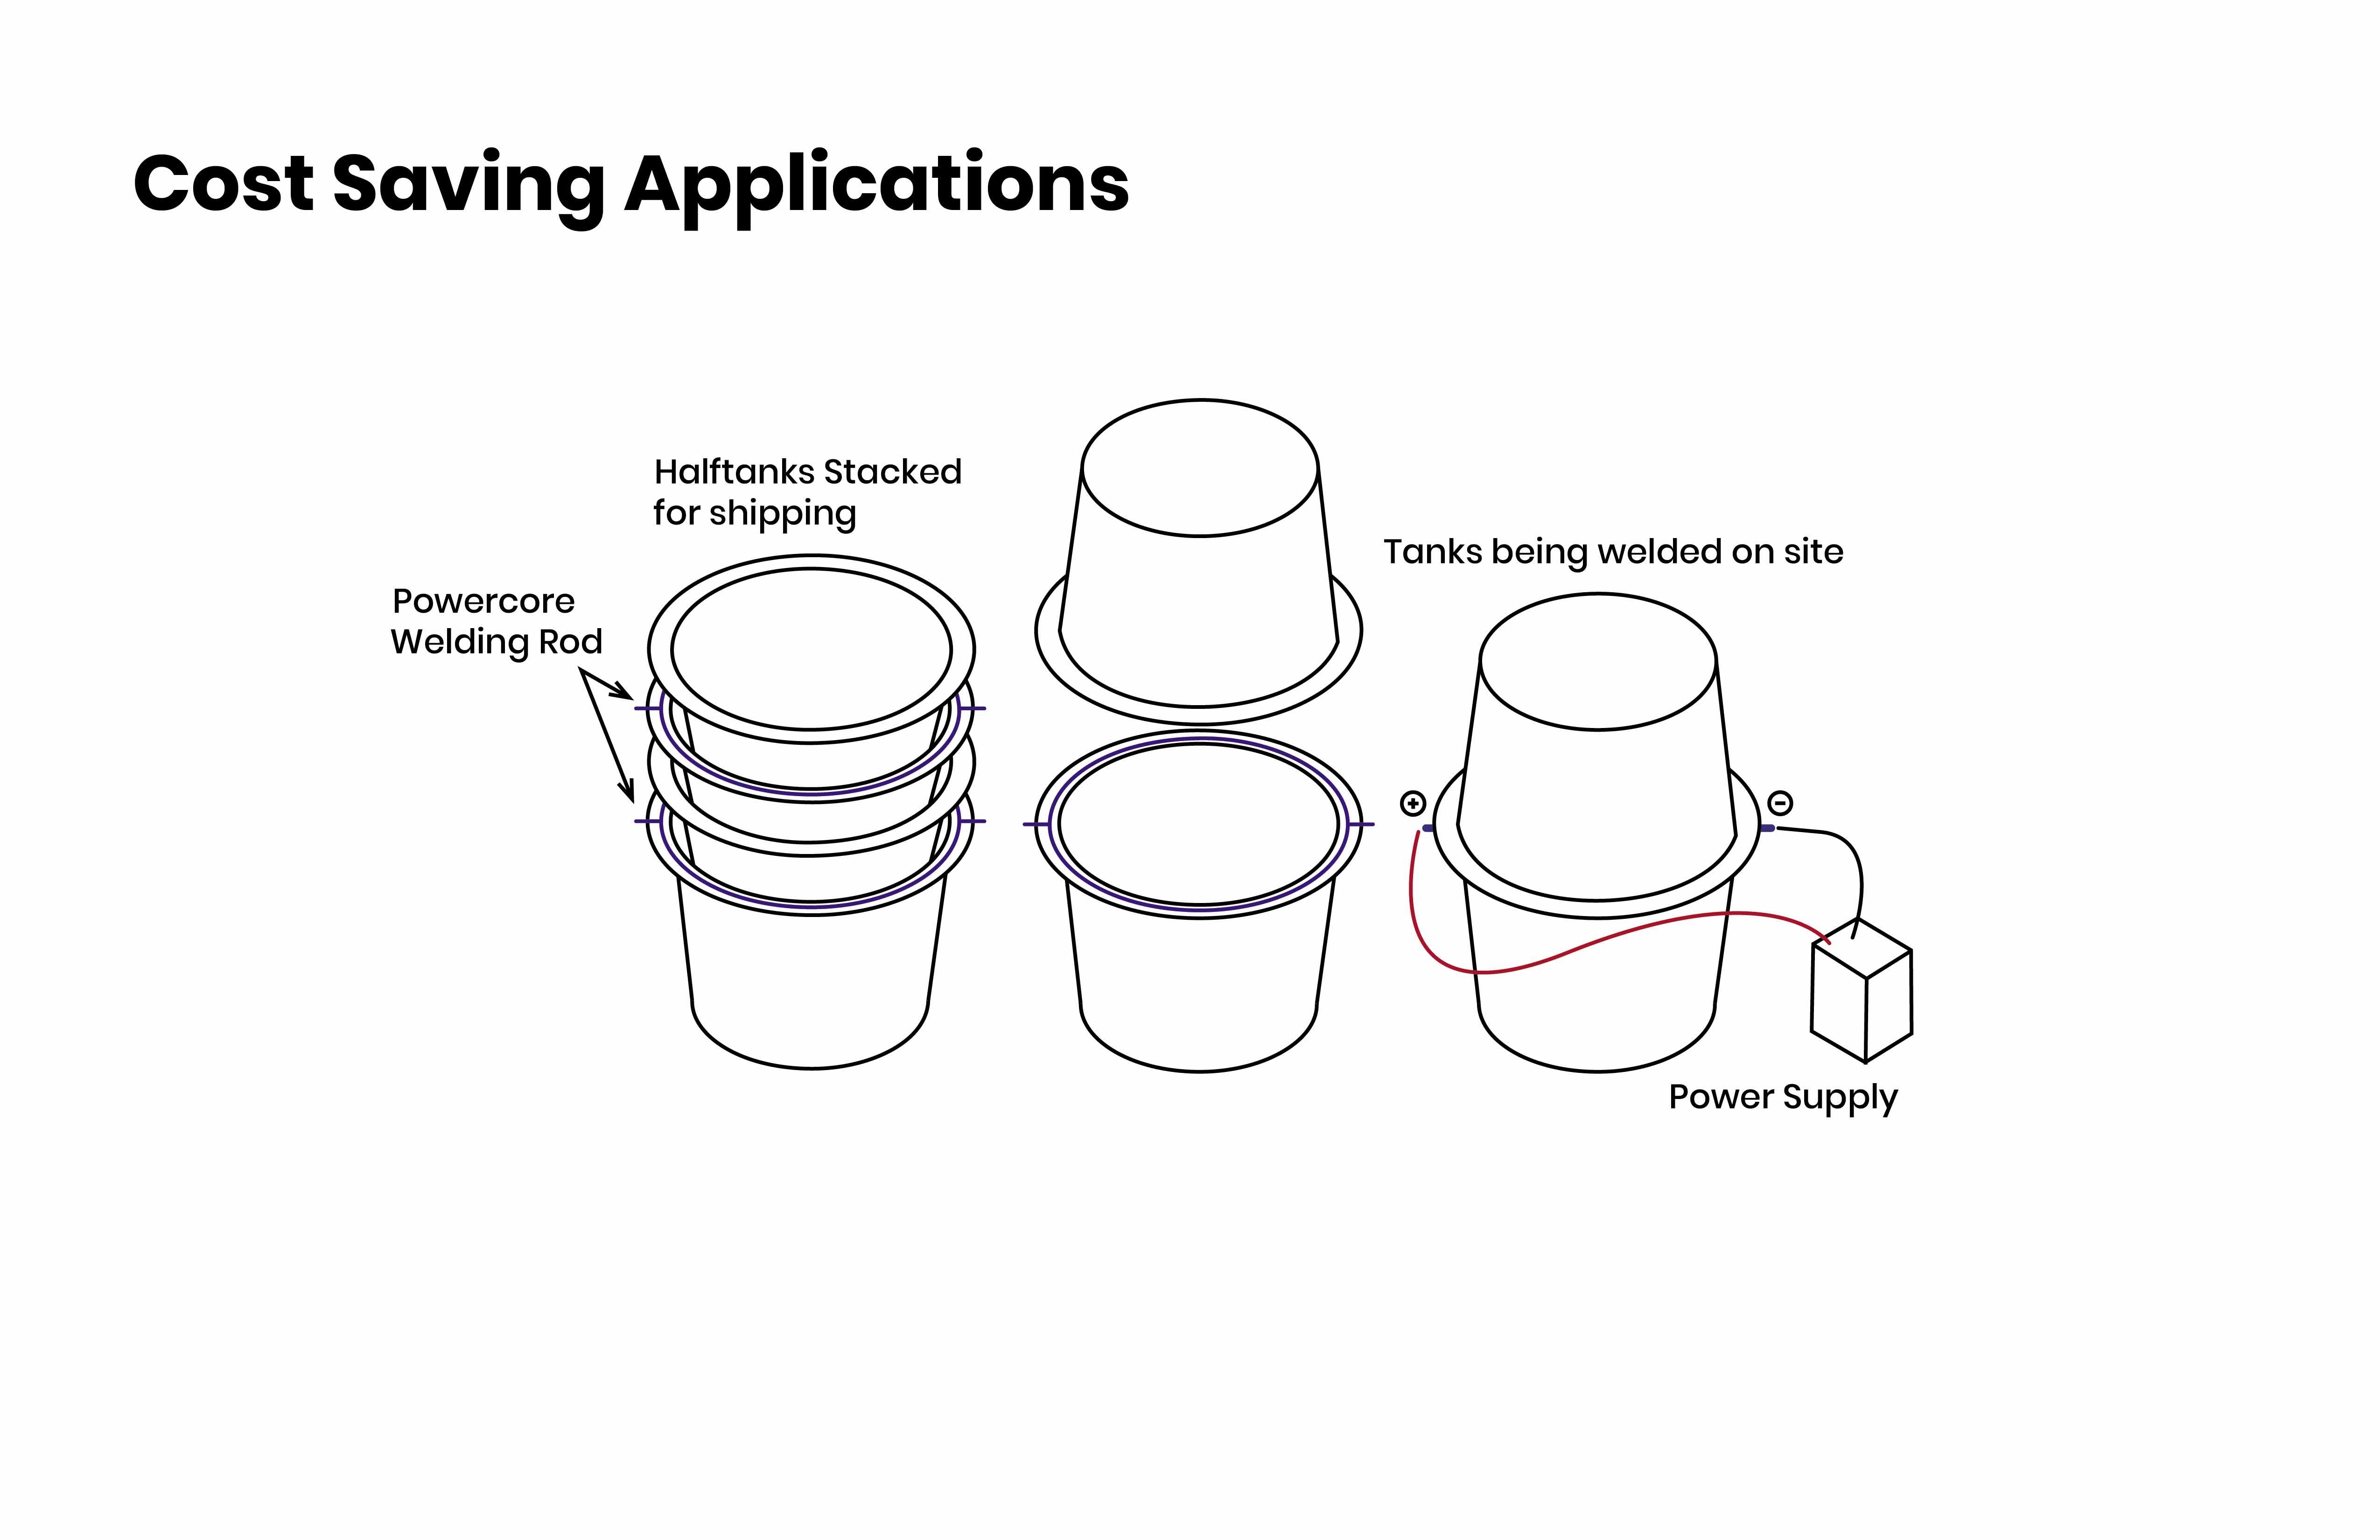 Cost Saving Applications
Halftanks Stacked
for shipping
Powercore
Welding Rod
Tanks being welded on site
+
-
Power Supply